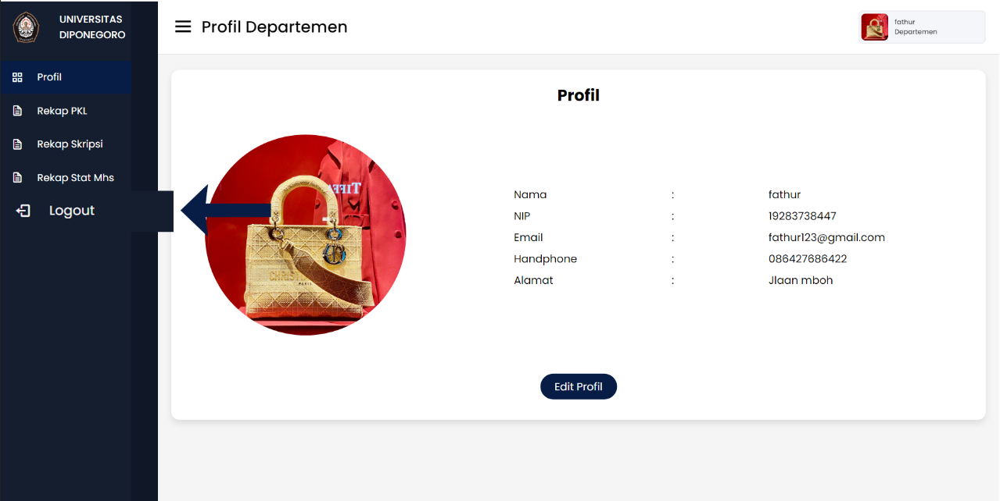 UNIVERSITAS
DIPONEGORO
Profil
Rekap PKL
Rekap Skripsi
Rekap Stat Mhs
Logout
Profil Departemen
fathur
Departemen
Profil
Nama : fathur
NIP : 19283738447
Email : fathur123@gmail.com
Handphone : 086427686422
Alamat : Jlaan mboh
Edit Profil